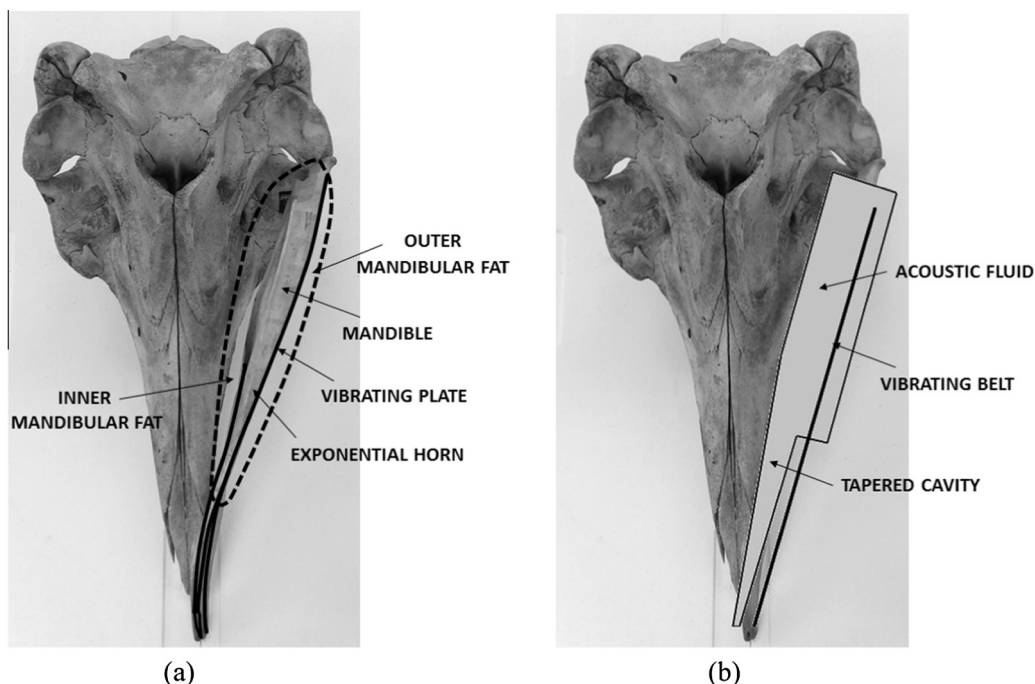 OUTER
MANDIBULAR FAT
MANDIBLE
VIBRATING PLATE
INNER
MANDIBULAR FAT
EXPONENTIAL HORN
(a)
ACOUSTIC FLUID
VIBRATING BELT
TAPERED CAVITY
(b)